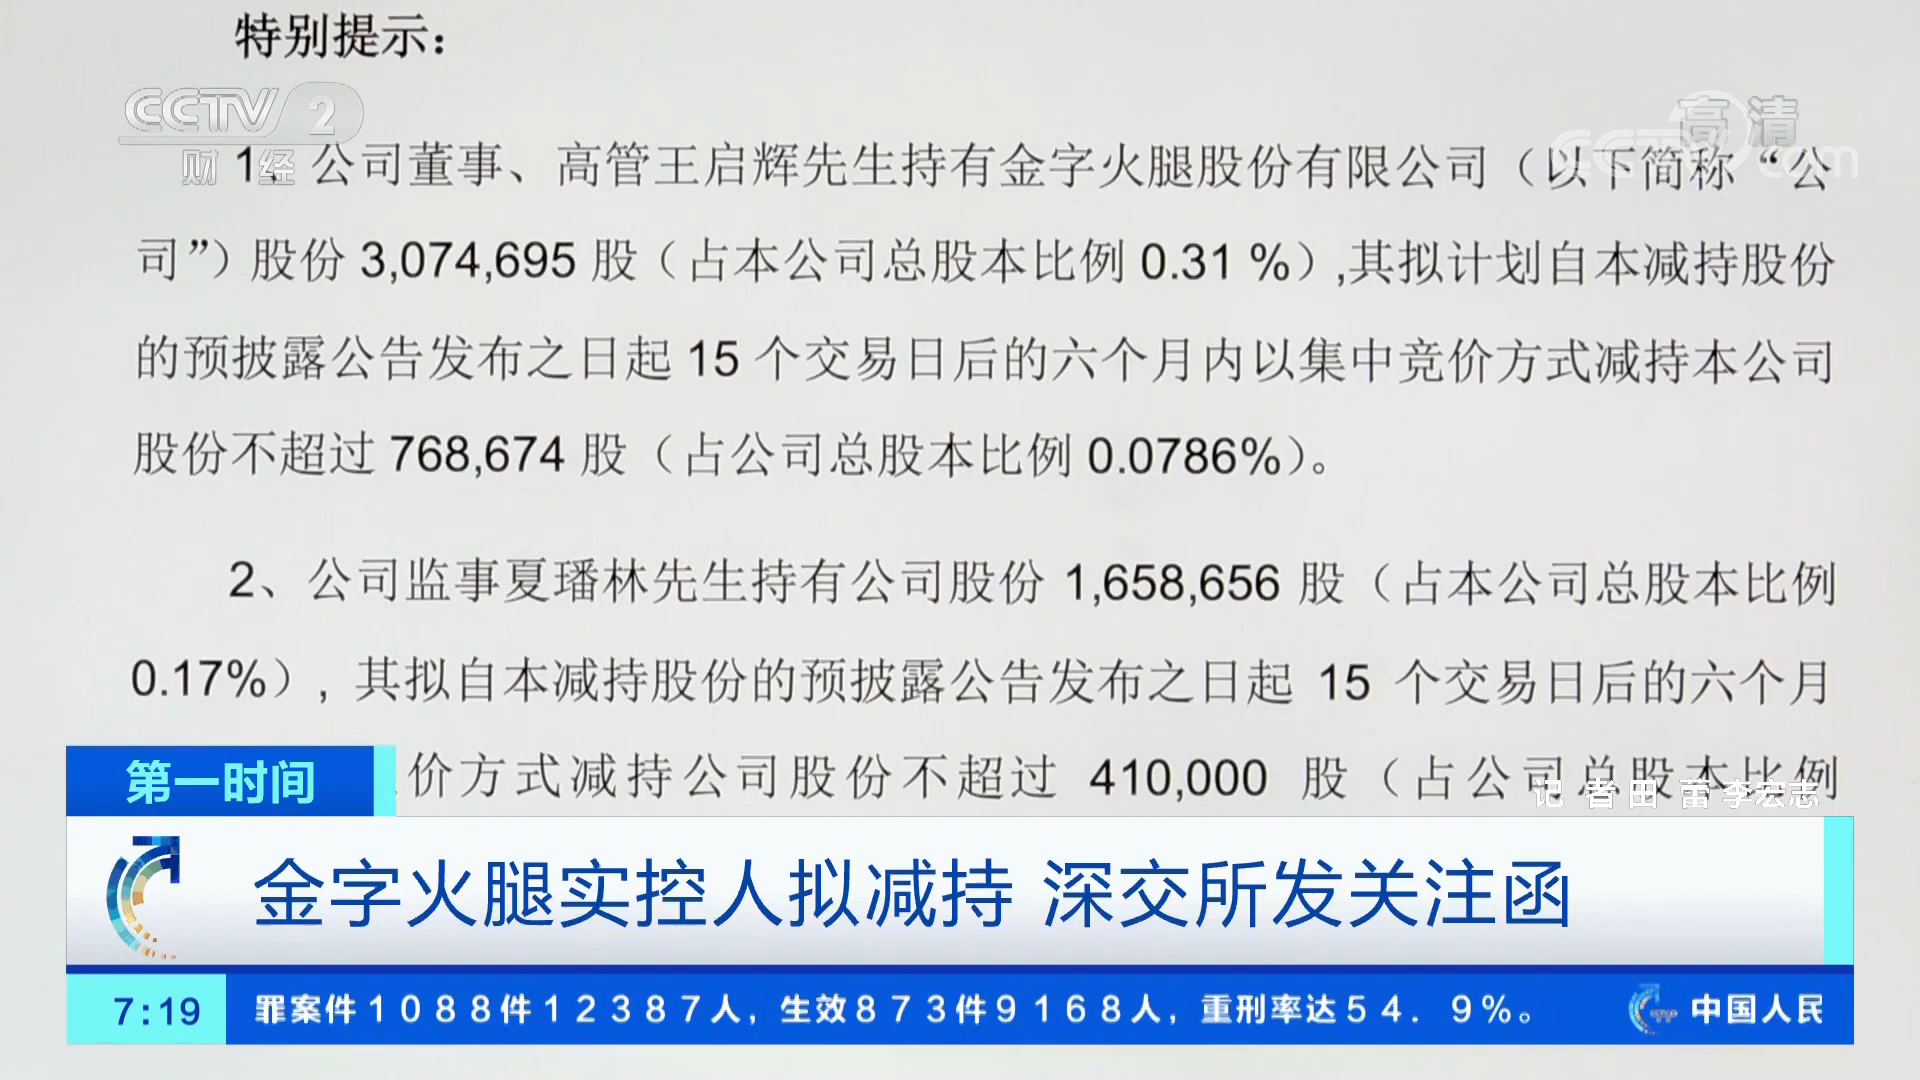 特别提示：
CCTV 2
财经
高清
CCTV.com
1、公司董事、高管王启辉先生持有金字火腿股份有限公司（以下简称“公
司”）股份 3,074,695 股（占本公司总股本比例 0.31 %）,其拟计划自本减持股份
的预披露公告发布之日起 15 个交易日后的六个月内以集中竞价方式减持本公司
股份不超过 768,674 股（占公司总股本比例 0.0786%）。
2、公司监事夏璠林先生持有公司股份 1,658,656 股（占本公司总股本比例
0.17%），其拟自本减持股份的预披露公告发布之日起 15 个交易日后的六个月
价方式减持公司股份不超过 410,000 股（占公司总股本比例
第一时间
记 者 田 蕾 李宏志
金字火腿实控人拟减持 深交所发关注函
7:19
罪案件1088件12387人，生效873件9168人，重刑率达54．9%。
中国人民